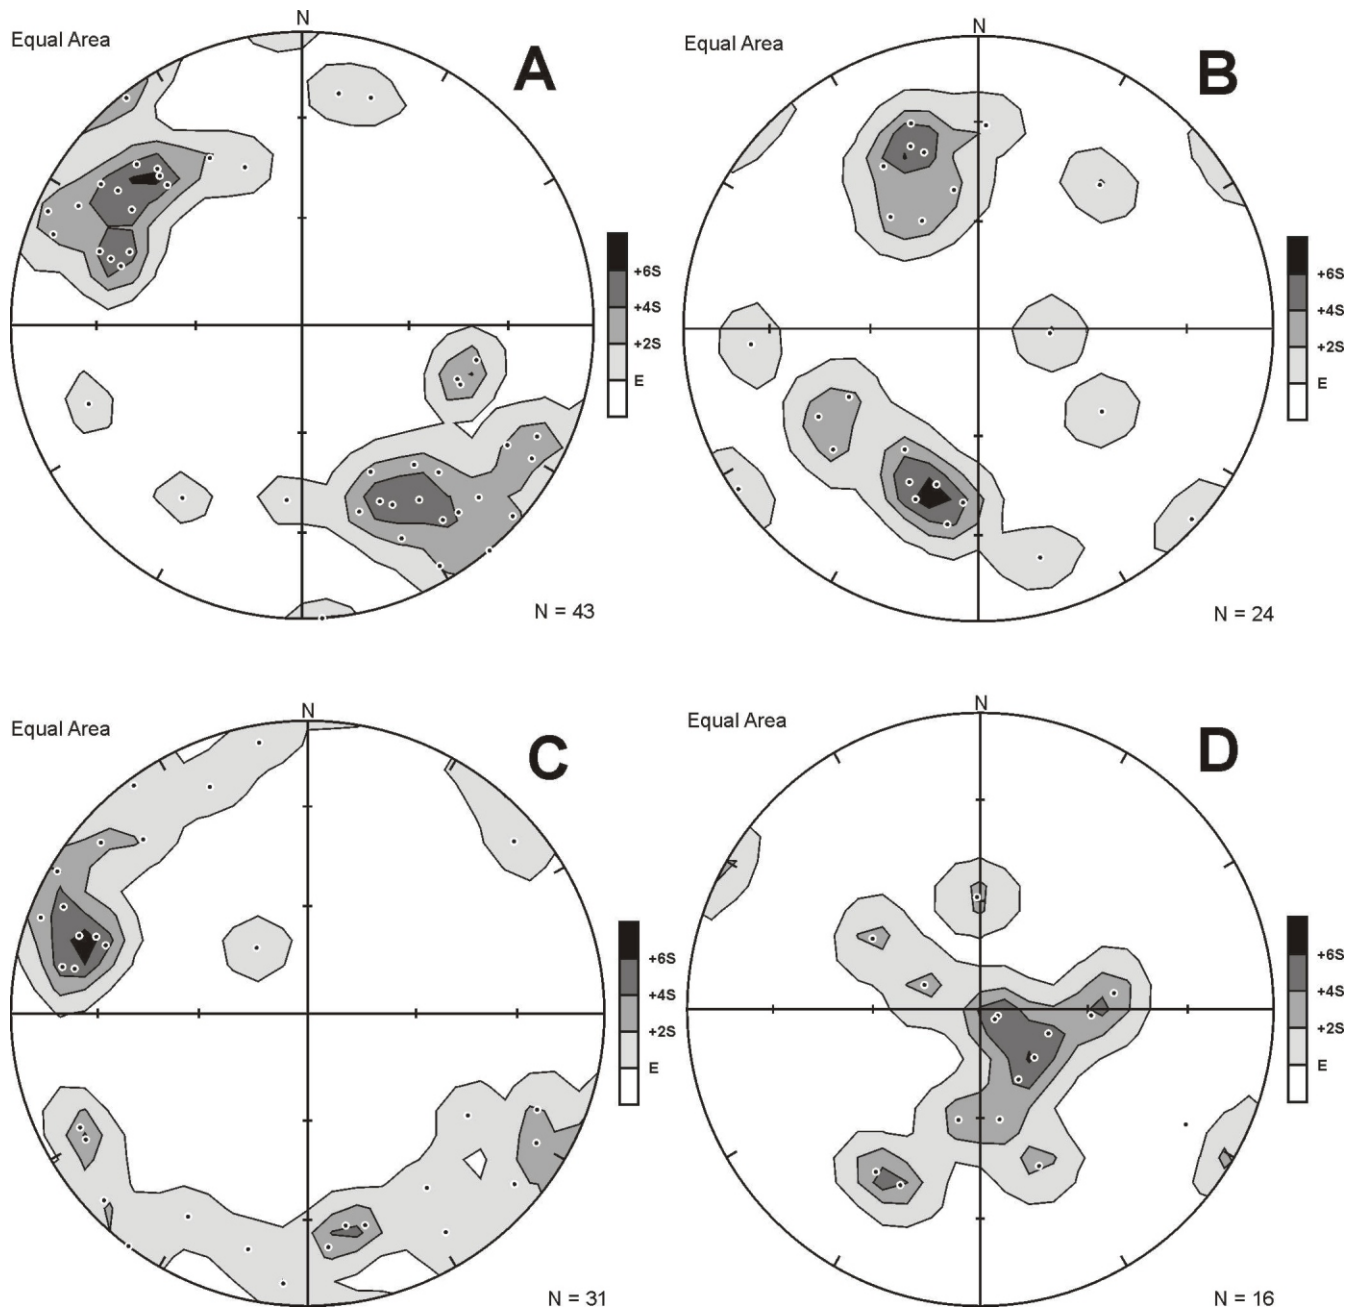 N
Equal Area
A
+6S
+4S
+2S
E
N = 43
N
Equal Area
B
+6S
+4S
+2S
E
N = 24
N
Equal Area
C
+6S
+4S
+2S
E
N = 31
N
Equal Area
D
+6S
+4S
+2S
E
N = 16